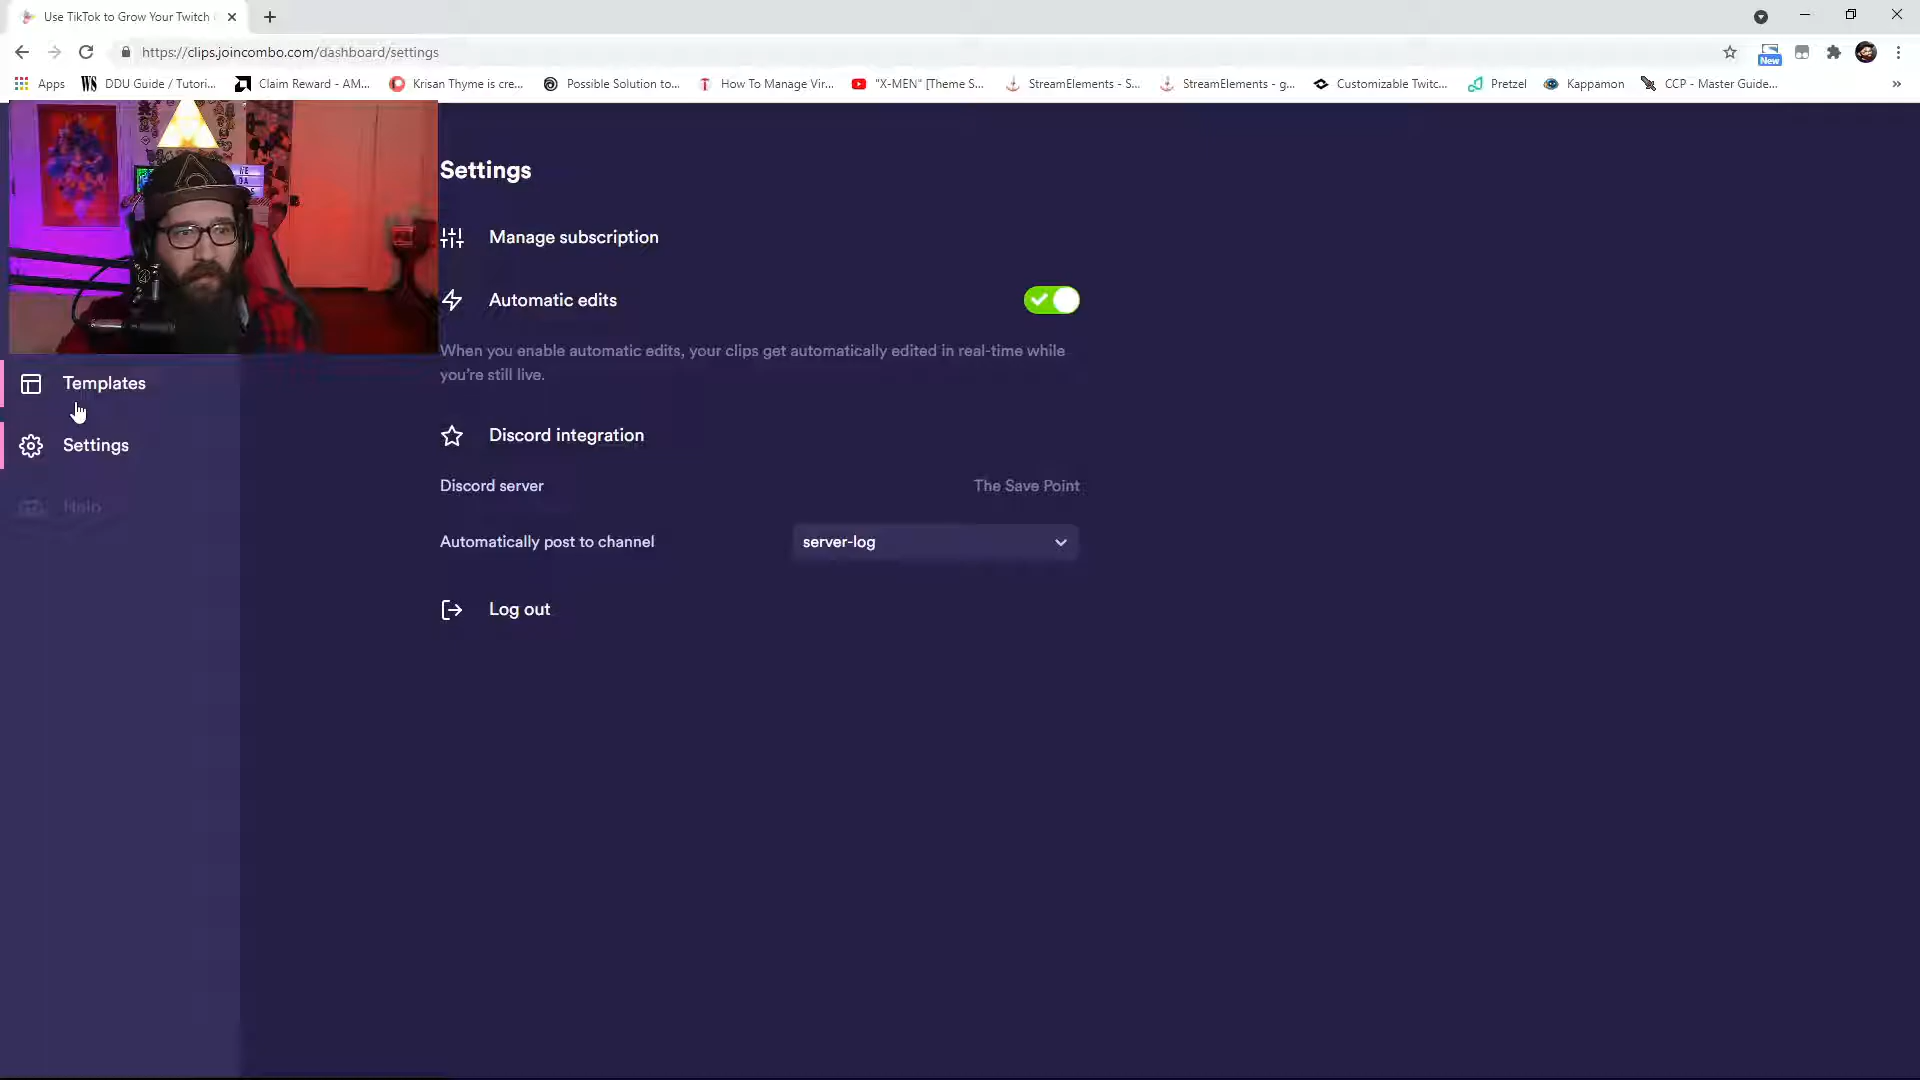 Use TikTok to Grow Your Twitch
https://clips.joincombo.com/dashboard/settings
New
Apps
DDU Guide / Tutori...
Claim Reward - AM...
Krisan Thyme is cre...
Possible Solution to...
How To Manage Vir...
"X-MEN" [Theme S...
StreamElements - S...
StreamElements - g...
Customizable Twitc...
Pretzel
Kappamon
CCP - Master Guide...
Settings
Manage subscription
Automatic edits
When you enable automatic edits, your clips get automatically edited in real-time while
you're still live.
Templates
Settings
Help
Discord integration
Discord server
The Save Point
Automatically post to channel
server-log
Log out